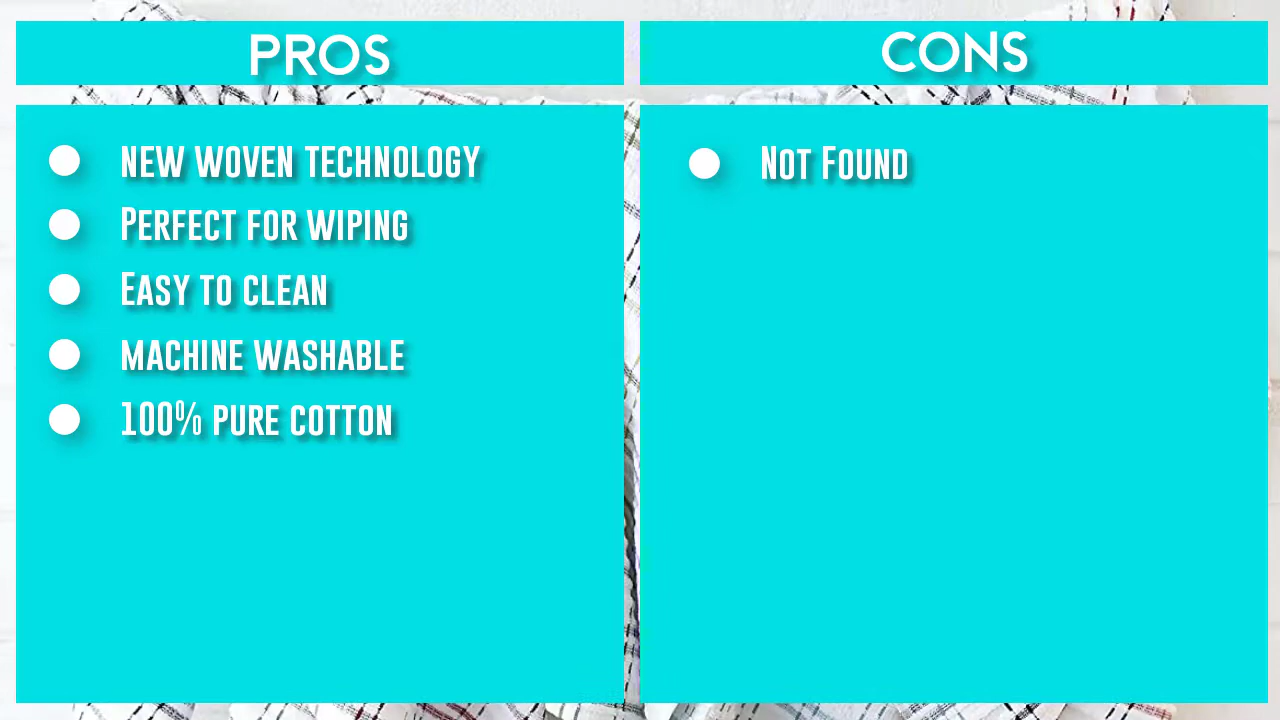 PROS
NEW WOVEN TECHNOLOGY
PERFECT FOR WIPING
EASY TO CLEAN
MACHINE WASHABLE
100% PURE COTTON
CONS
NOT FOUND